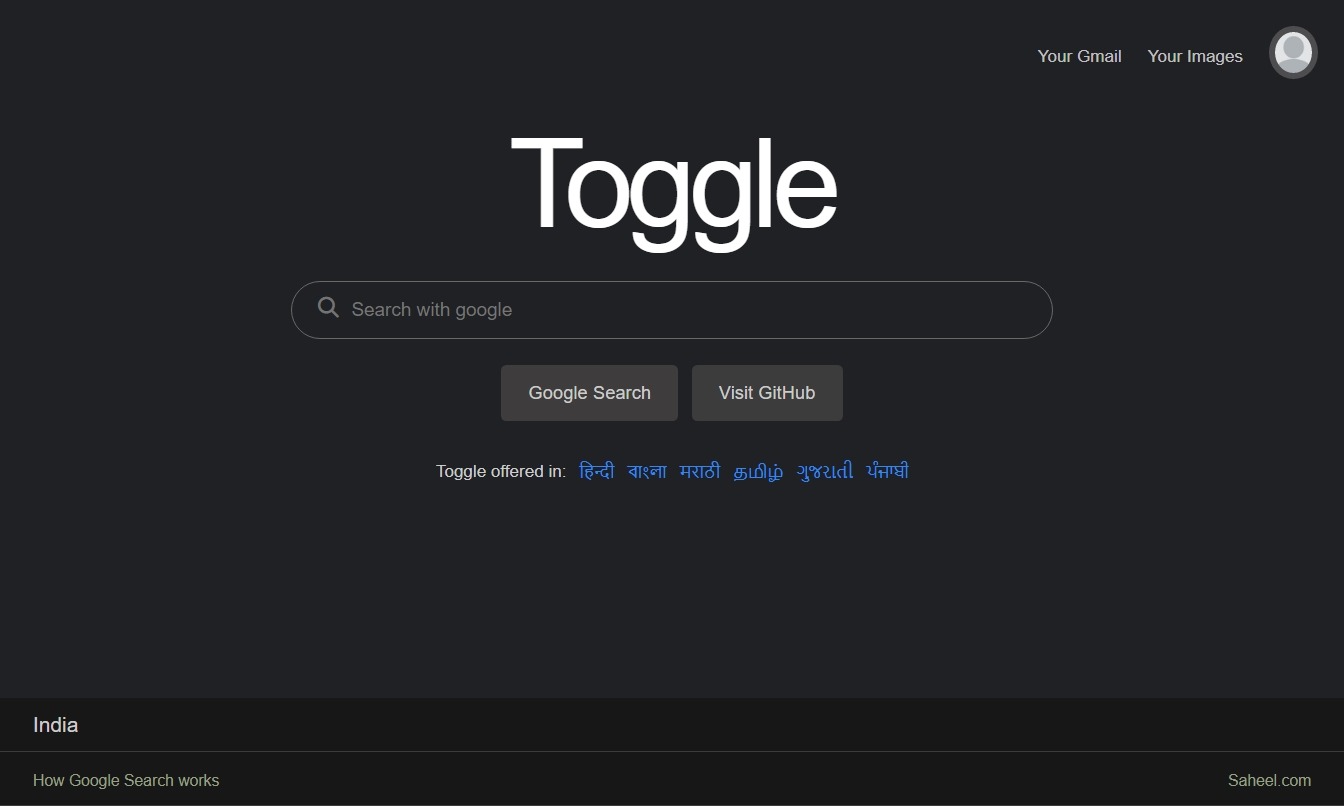 Your Gmail Your Images
Toggle
Search with google
Google Search Visit GitHub
Toggle offered in: हिन्दी বাংলা मराठी தமிழ் ગુજરાતી ਪੰਜਾਬੀ
India
How Google Search works Saheel.com